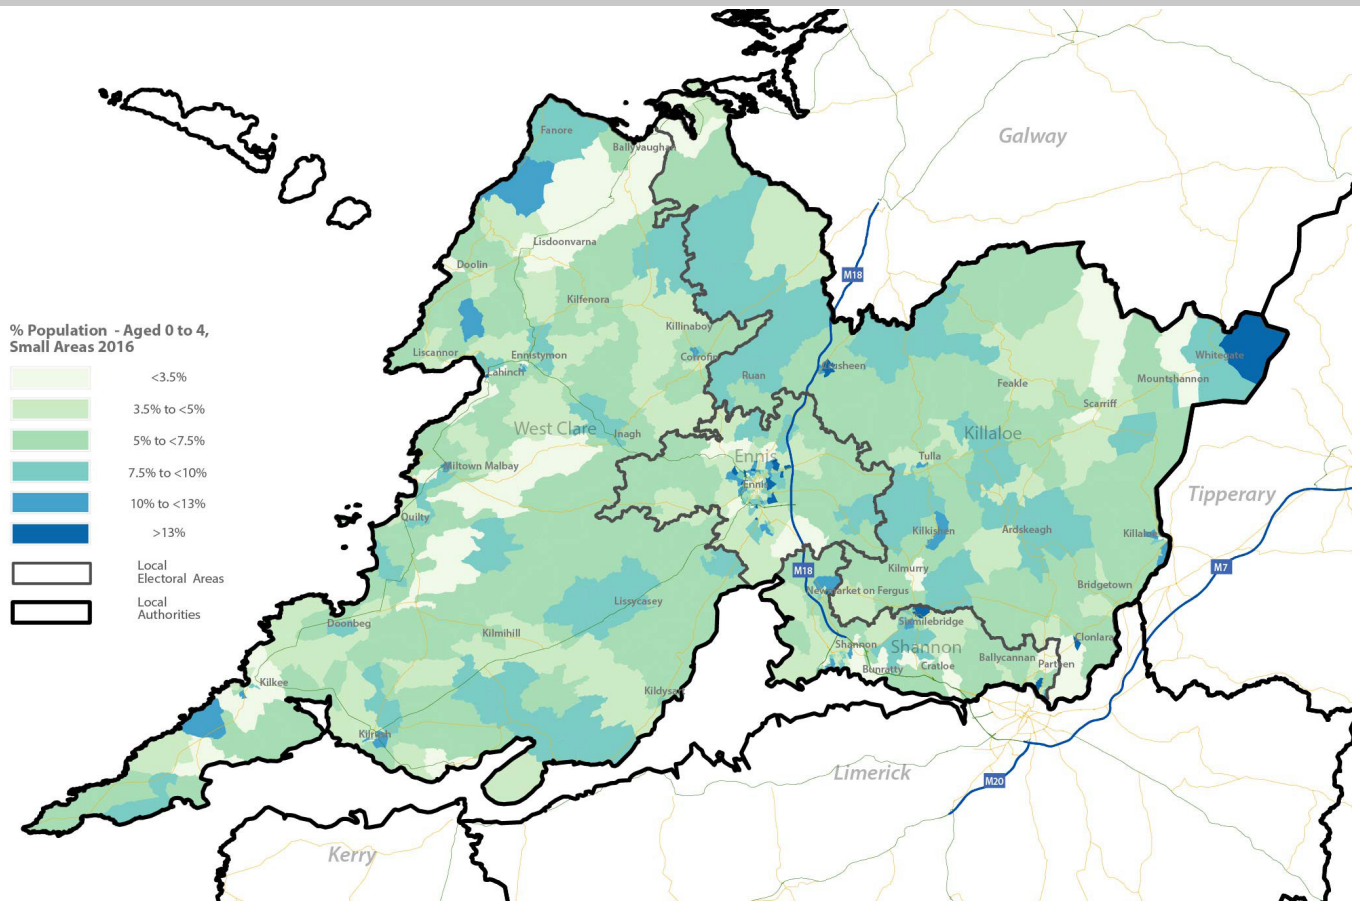 % Population - Aged 0 to 4,
Small Areas 2016
<3.5%
3.5% to <5%
5% to <7.5%
7.5% to <10%
10% to <13%
>13%
Local
Electoral Areas
Local
Authorities
Galway
Fanore
Ballyvaughan
Lisdoonvarna
Doolin
M18
Kilfenora
Killinaboy
Liscannor
Ennistymon
Corrofin
Lahinch
Ruan
Whitegate
Mountshannon
Feakle
Scarriff
West Clare
Inagh
Killaloe
Ennis
Tulla
Miltown Malbay
Tipperary
Quilty
Kilkishen
Ardskeagh
M18
Kilmurry
M7
Bridgetown
Newmarket on Fergus
Lissycasey
Doonbeg
Kilmihill
Sixmilebridge
Shannon
Shannon
Clonlara
Ballycannan
Parteen
Bunratty
Cratloe
Kilkee
Kildysart
Kilrush
Limerick
M20
Kerry